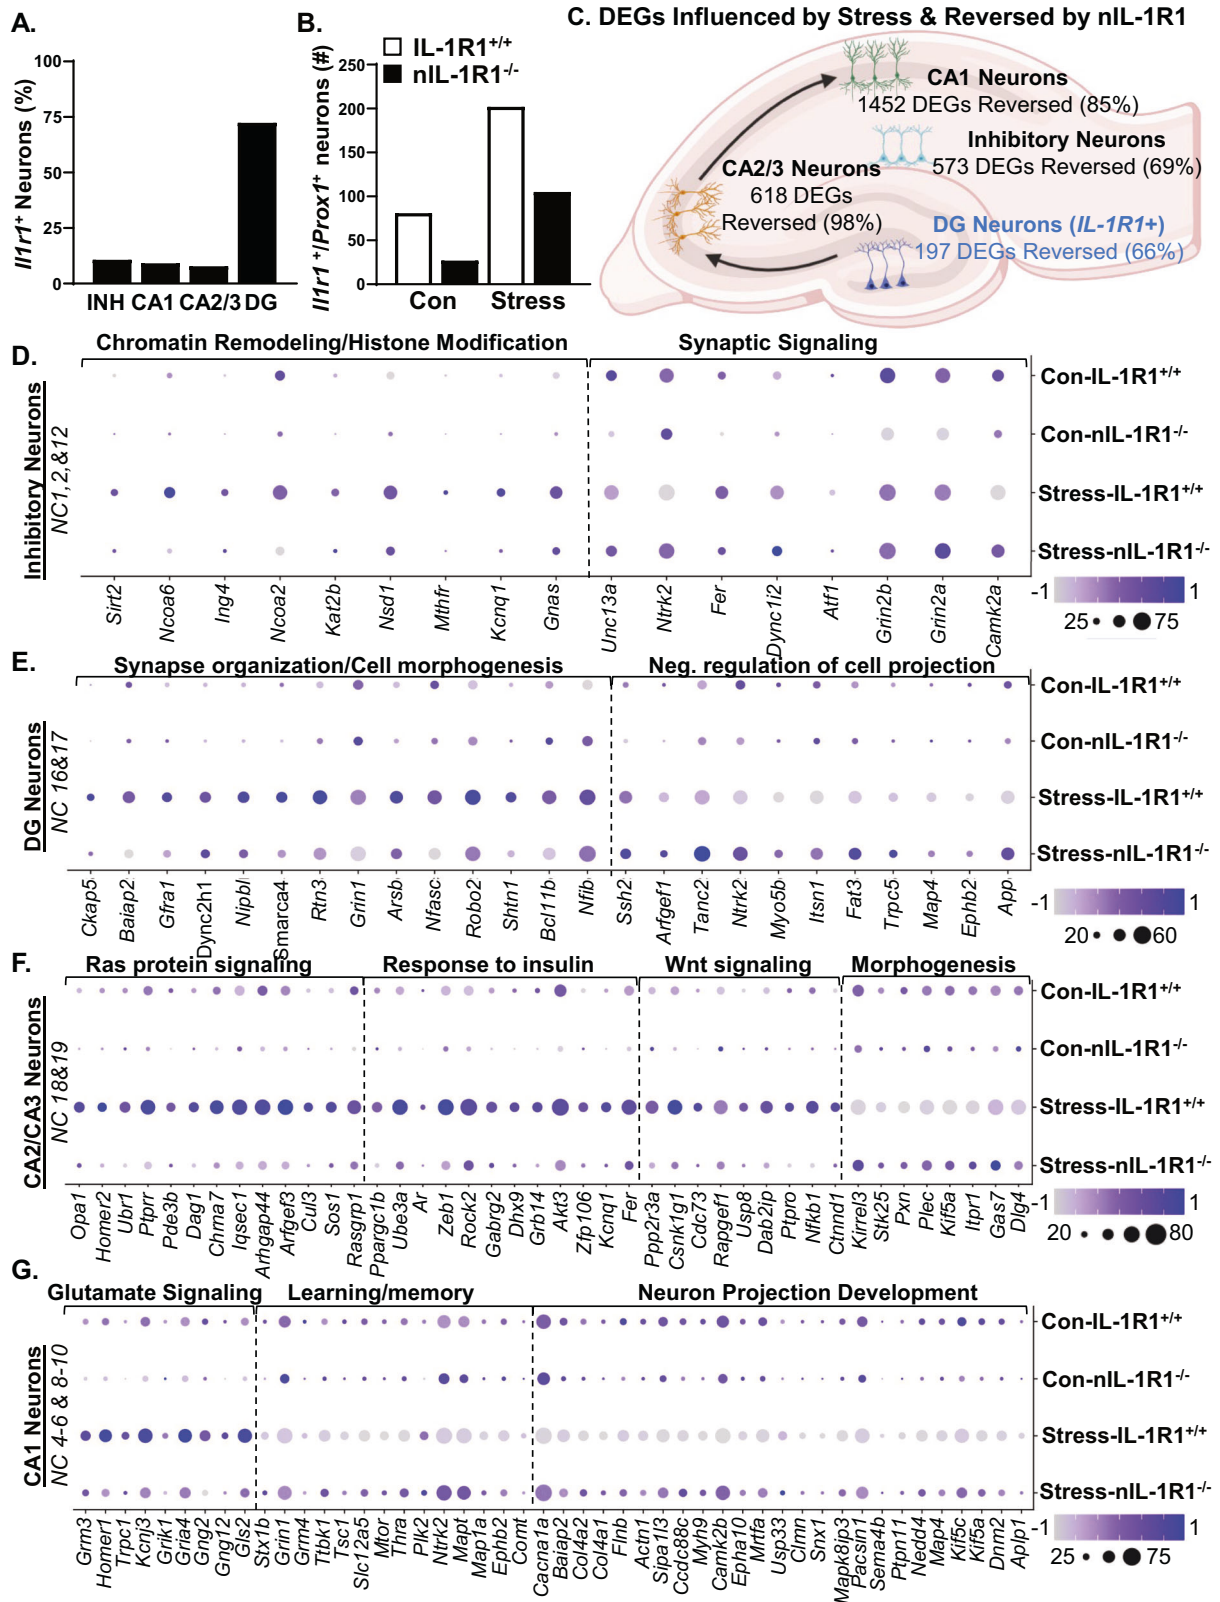 A.
Il1r1+ Neurons (%)
100
75
50
25
0
INH CA1 CA2/3 DG
B.
IL-1R1+/+
nIL-1R1-/-
Il1r1+/Prox1+ neurons (#)
250
200
150
100
50
0
Con Stress
C. DEGs Influenced by Stress & Reversed by nIL-1R1
CA1 Neurons
1452 DEGs Reversed (85%)
Inhibitory Neurons
573 DEGs Reversed (69%)
CA2/3 Neurons
618 DEGs
Reversed (98%)
DG Neurons (IL-1R1+)
197 DEGs Reversed (66%)
D.
Chromatin Remodeling/Histone Modification Synaptic Signaling
Inhibitory Neurons
NC1,2,&12
Con-IL-1R1+/+
Con-nIL-1R1-/-
Stress-IL-1R1+/+
Stress-nIL-1R1-/-
Sirt2 Ncoa6 Ing4 Ncoa2 Kat2b Nsd1 Mthfr Kcnq1 Gnas Unc13a Ntrk2 Fer Dync1i2 Atf1 Grin2b Grin2a Camk2a
-1 1
25 75
E.
Synapse organization/Cell morphogenesis Neg. regulation of cell projection
DG Neurons
NC 16&17
Con-IL-1R1+/+
Con-nIL-1R1-/-
Stress-IL-1R1+/+
Stress-nIL-1R1-/-
Ckap5 Baiap2 Gfra1 Dync2h1 Nipbl Smarca4 Rtn3 Grin1 Arsb Nfasc Robo2 Shtn1 Bcl11b Nfib Ssh2 Arfgef1 Tanc2 Ntrk2 Myo5b Itsn1 Fat3 Trpc5 Map4 Ephb2 App
-1 1
20 60
F.
Ras protein signaling Response to insulin Wnt signaling Morphogenesis
CA2/CA3 Neurons
NC 18&19
Con-IL-1R1+/+
Con-nIL-1R1-/-
Stress-IL-1R1+/+
Stress-nIL-1R1-/-
Opa1 Homer2 Ubr1 Ptprr Pde3b Dag1 Chrna7 Iqsec1 Arhgap44 Arfgef3 Cul3 Sos1 Rasgrp1 Ppargc1b Ube3a Ar Zeb1 Rock2 Gabrg2 Dhx9 Grb14 Akt3 Zfp106 Kcnq1 Fer Ppp2r3a Csnk1g1 Cdc73 Rapgef1 Usp8 Dab2ip Ptpro Nfkb1 Ctnnd1 Kirrel3 Stk25 Pxn Plec Kif5a Itpr1 Gas7 Dlg4
-1 1
20 80
G.
Glutamate Signaling Learning/memory Neuron Projection Development
CA1 Neurons
NC 4-6 & 8-10
Con-IL-1R1+/+
Con-nIL-1R1-/-
Stress-IL-1R1+/+
Stress-nIL-1R1-/-
Grm3 Homer1 Trpc1 Kcnj3 Grik1 Gria4 Gng2 Gng12 Gls2 Stx1b Grin1 Grm4 Ttbk1 Tsc1 Slc12a5 Mtor Thra Plk2 Ntrk2 Mapt Map1a Ephb2 Comt Cacna1a Baiap2 Col4a2 Col4a1 Flnb Actn1 Sipa1l3 Ccdc88c Myh9 Camk2b Epha10 Mrtfa Usp33 Clmn Snx1 Mapk8ip3 Pacsin1 Sema4b Ptpn11 Nedd4 Map4 Kif5c Kif5a Dnm2 Aplp1
-1 1
25 75